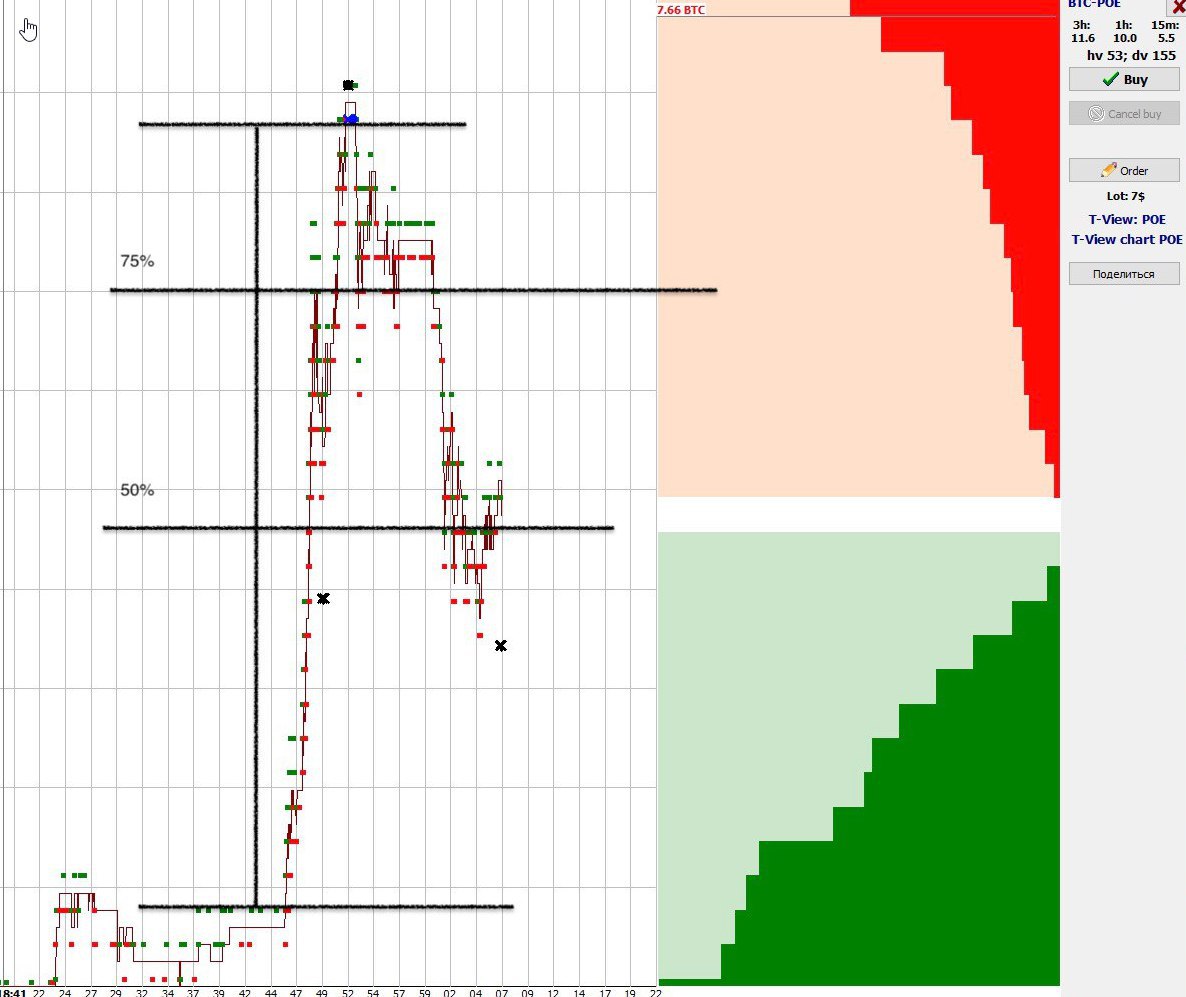 7.66 BTC
BTC-POE
3h: 1h: 15m:
11.6 10.0 5.5
hv 53; dv 155
Buy
Cancel buy
Order
Lot: 7$
T-View: POE
T-View chart POE
Поделиться
75%
50%
18:41 22 24 27 29 32 34 37 39 42 44 47 49 52 54 57 59 02 04 07 09 12 14 17 19 22